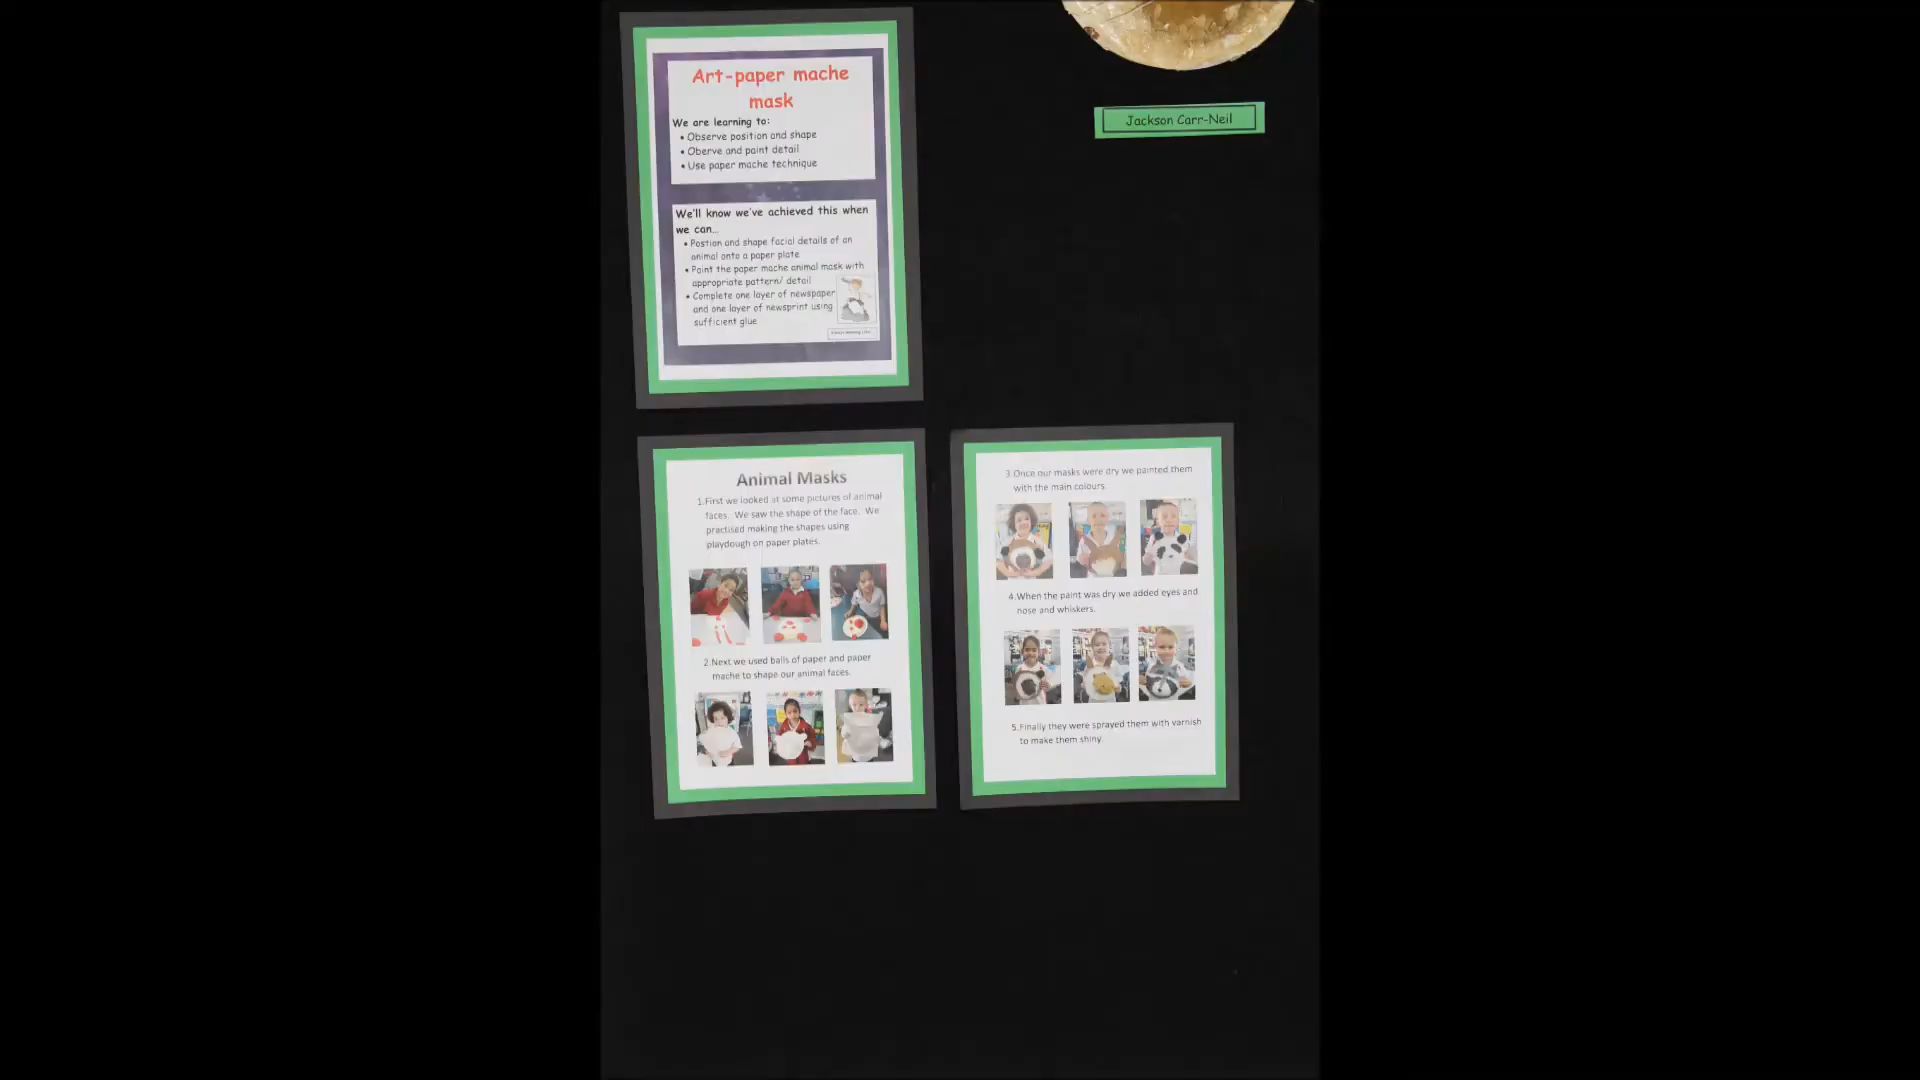 Art-paper mache
mask
We are learning to:
• Observe position and shape
• Oberve and paint detail
• Use paper mache technique
We'll know we've achieved this when
we can...
• Postion and shape facial details of an
animal onto a paper plate
• Paint the paper mache animal mask with
appropriate pattern/ detail
• Complete one layer of newspaper
and one layer of newsprint using
sufficient glue
Jackson Carr-Neil
Animal Masks
1.First we looked at some pictures of animal
faces. We saw the shape of the face. We
practised making the shapes using
playdough on paper plates.
2.Next we used balls of paper and paper
mache to shape our animal faces.
3.Once our masks were dry we painted them
with the main colours.
4.When the paint was dry we added eyes and
nose and whiskers.
5.Finally they were sprayed them with varnish
to make them shiny.